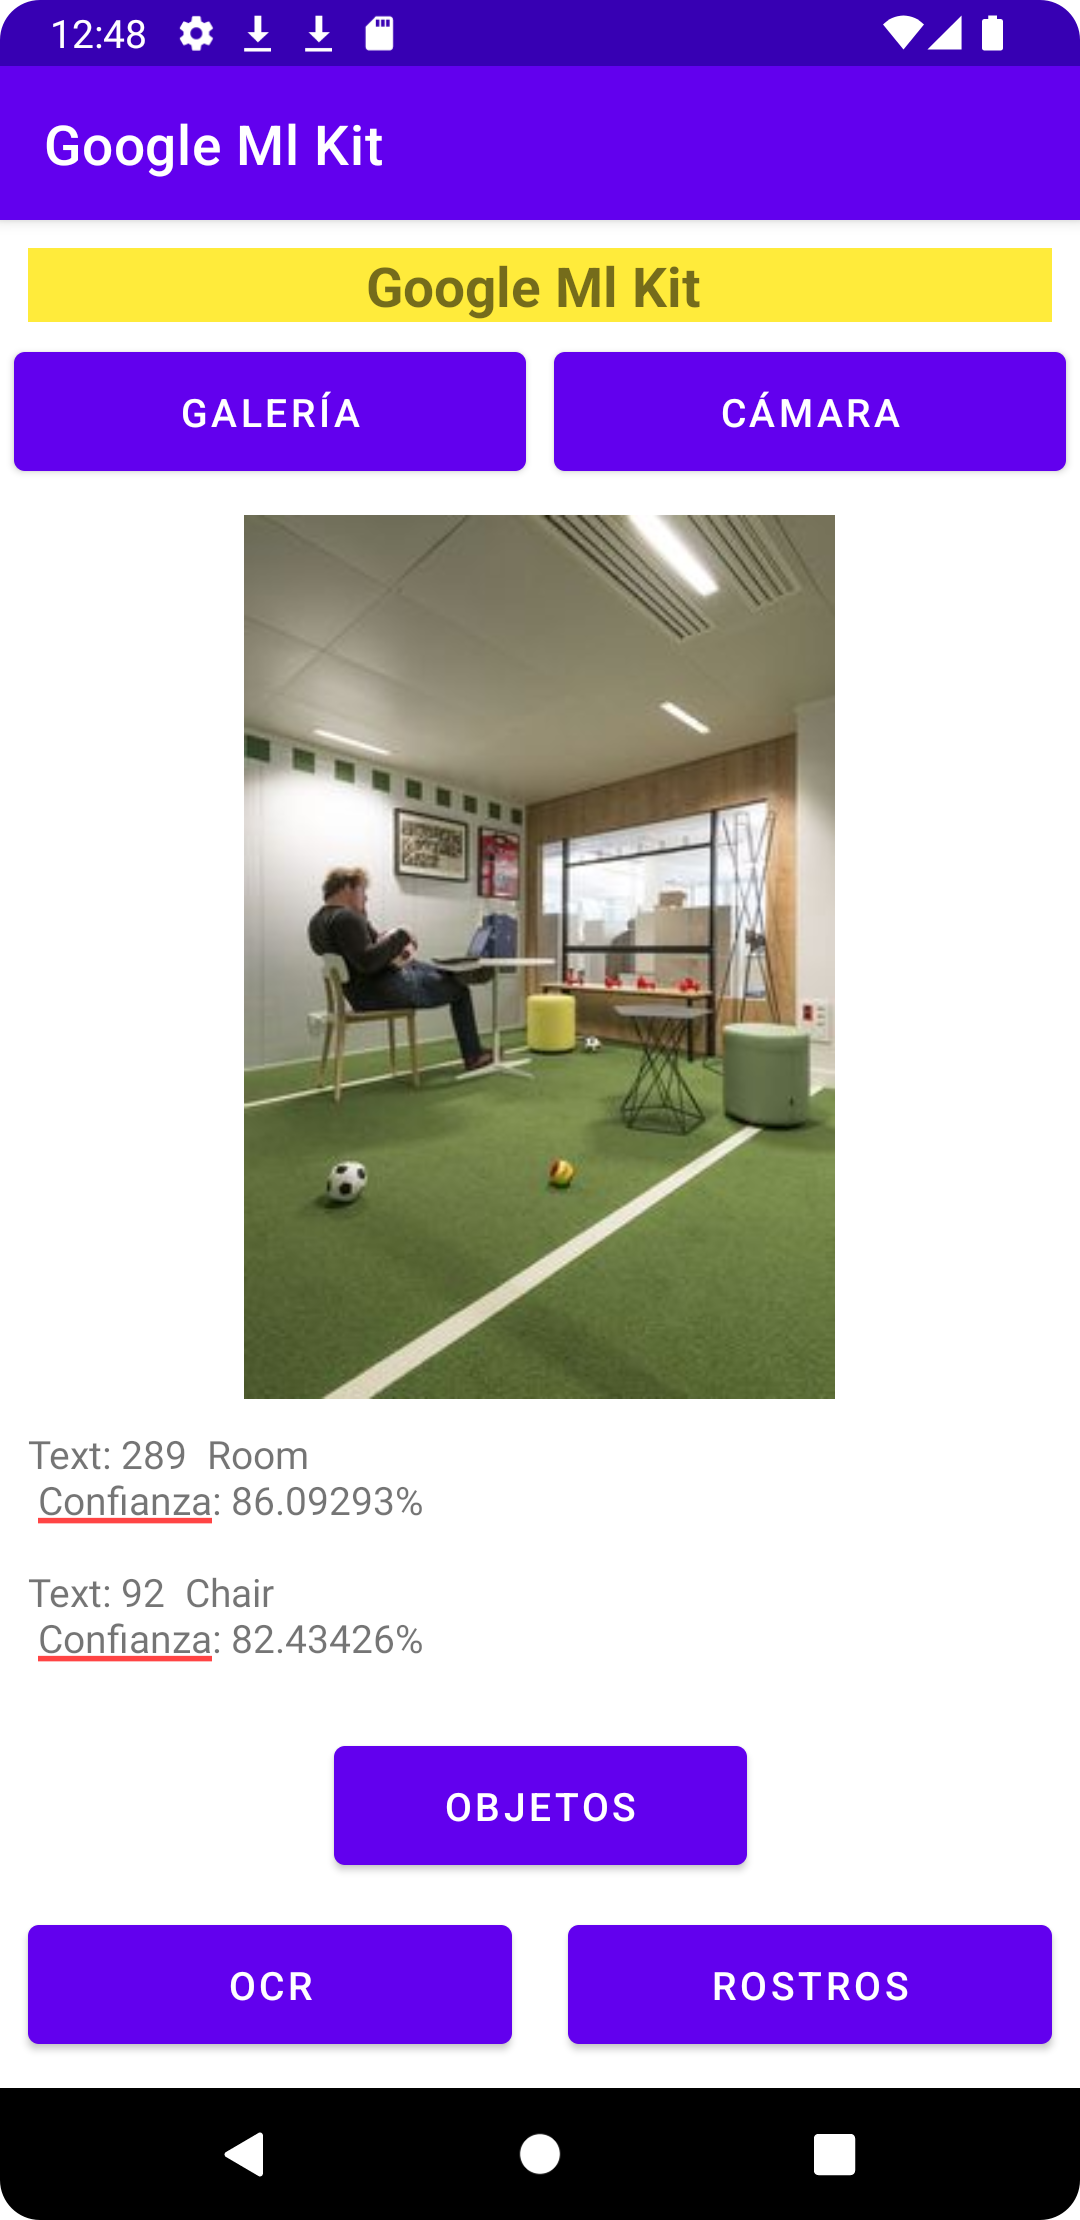 12:48
Google Ml Kit
Google Ml Kit
GALERÍA
CÁMARA
Text: 289  Room
Confianza: 86.09293%
Text: 92  Chair
Confianza: 82.43426%
OBJETOS
OCR
ROSTROS